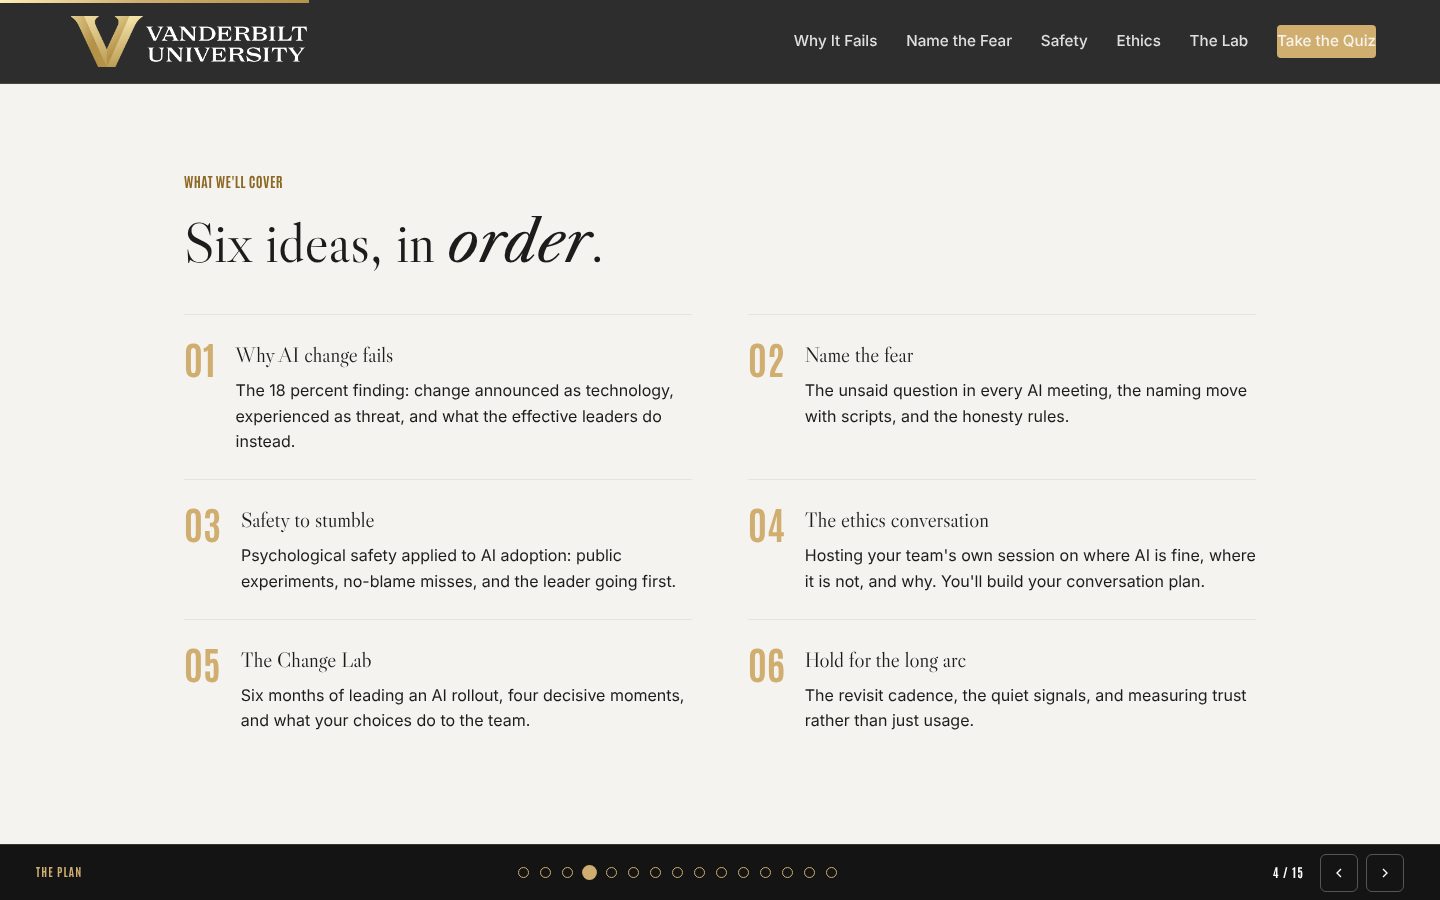 VANDERBILT
UNIVERSITY
Why It Fails
Name the Fear
Safety
Ethics
The Lab
Take the Quiz
WHAT WE'LL COVER
Six ideas, in order.
01
Why AI change fails
The 18 percent finding: change announced as technology,
experienced as threat, and what the effective leaders do
instead.
02
Name the fear
The unsaid question in every AI meeting, the naming move
with scripts, and the honesty rules.
03
Safety to stumble
Psychological safety applied to AI adoption: public
experiments, no-blame misses, and the leader going first.
04
The ethics conversation
Hosting your team's own session on where AI is fine, where
it is not, and why. You'll build your conversation plan.
05
The Change Lab
Six months of leading an AI rollout, four decisive moments,
and what your choices do to the team.
06
Hold for the long arc
The revisit cadence, the quiet signals, and measuring trust
rather than just usage.
THE PLAN
4 / 15